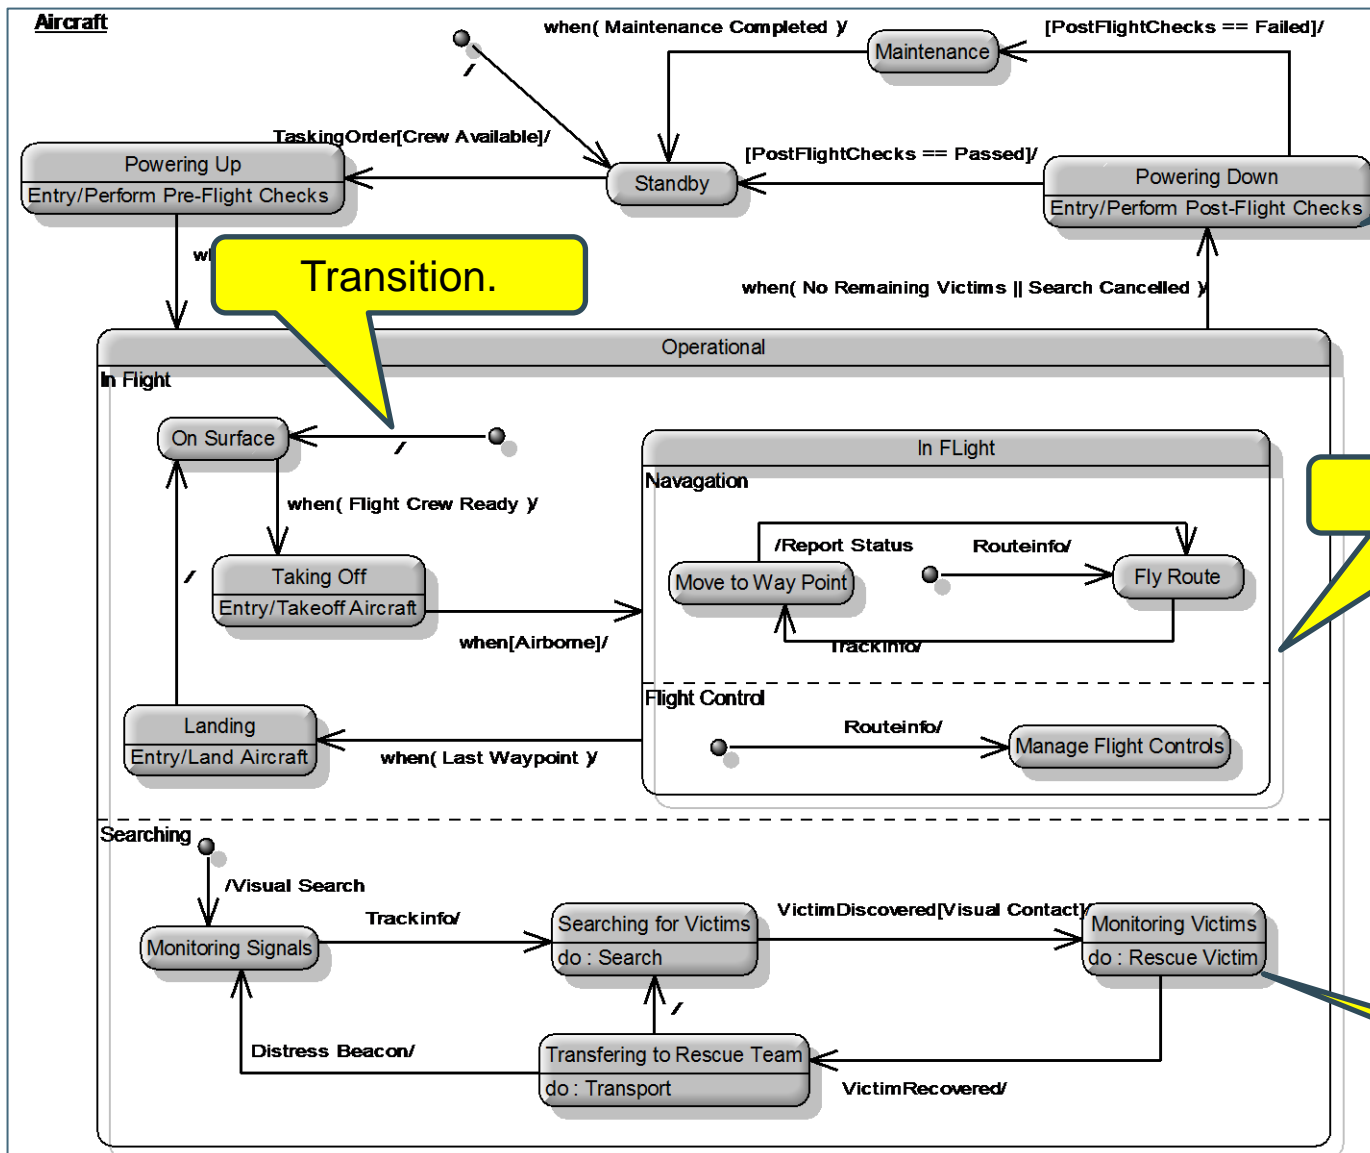 Aircraft
when( Maintenance Completed )/
[PostFlightChecks == Failed]/
Maintenance
/
TaskingOrder[Crew Available]/
[PostFlightChecks == Passed]/
Powering Up
Entry/Perform Pre-Flight Checks
Standby
Powering Down
Entry/Perform Post-Flight Checks
Transition.
when( No Remaining Victims || Search Cancelled )/
Operational
In Flight
On Surface
/
In FLight
Navagation
when( Flight Crew Ready )/
/Report Status
Routeinfo/
/
Taking Off
Entry/Takeoff Aircraft
Move to Way Point
Fly Route
when[Airborne]/
Trackinfo/
Flight Control
Landing
Entry/Land Aircraft
Routeinfo/
when( Last Waypoint )/
Manage Flight Controls
Searching
/Visual Search
Trackinfo/
VictimDiscovered[Visual Contact]/
Monitoring Signals
Searching for Victims
do : Search
Monitoring Victims
do : Rescue Victim
/
Distress Beacon/
Transfering to Rescue Team
do : Transport
VictimRecovered/